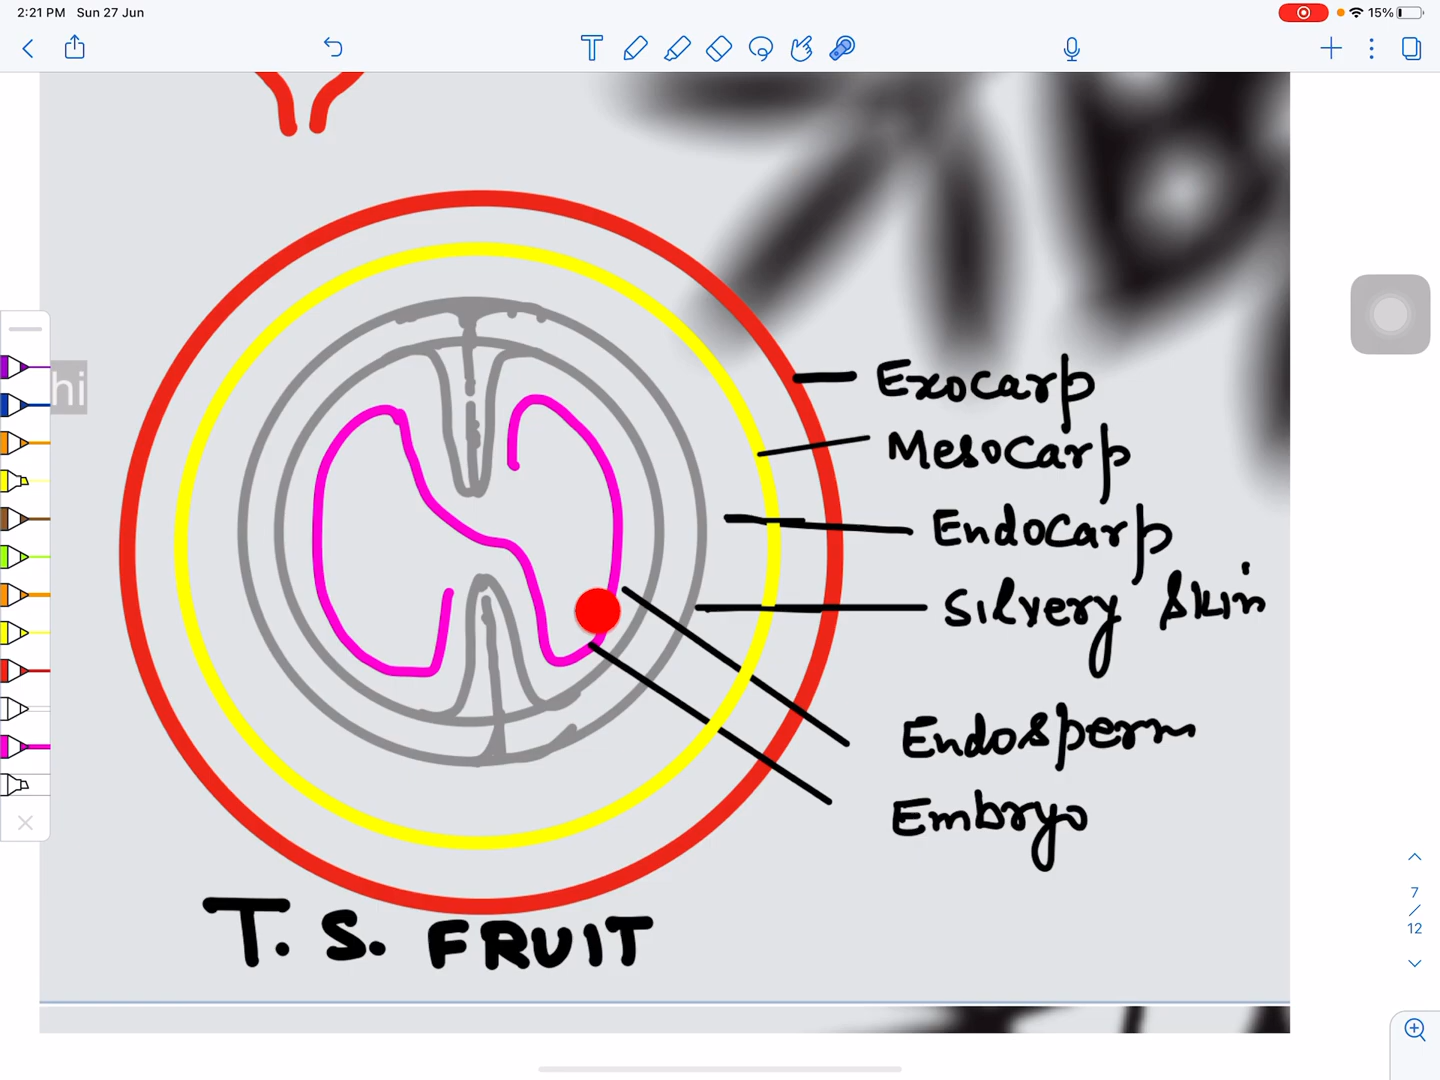 2:21 PM Sun 27 Jun
15%
hi
Exocarp
Mesocarp
Endocarp
Silvery Skin
Endosperm
Embryo
T. S. FRUIT
7
/
12